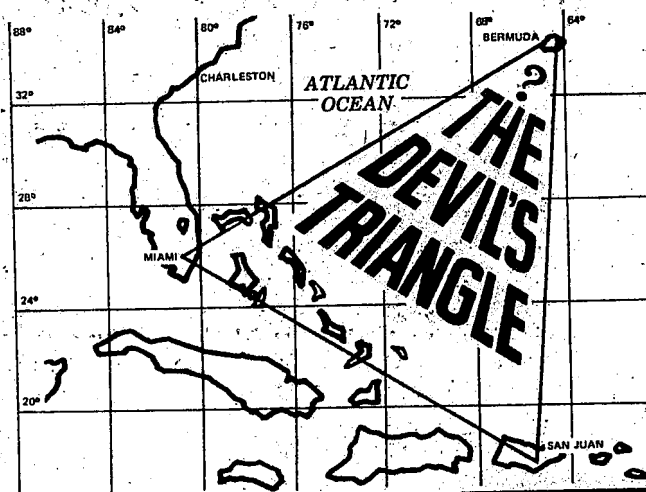 88° 84° 80° 76° 72° 68° 64°
BERMUDA
CHARLESTON
ATLANTIC
OCEAN
32°
?
THE
DEVIL'S
TRIANGLE
28°
MIAMI
24°
20°
SAN JUAN